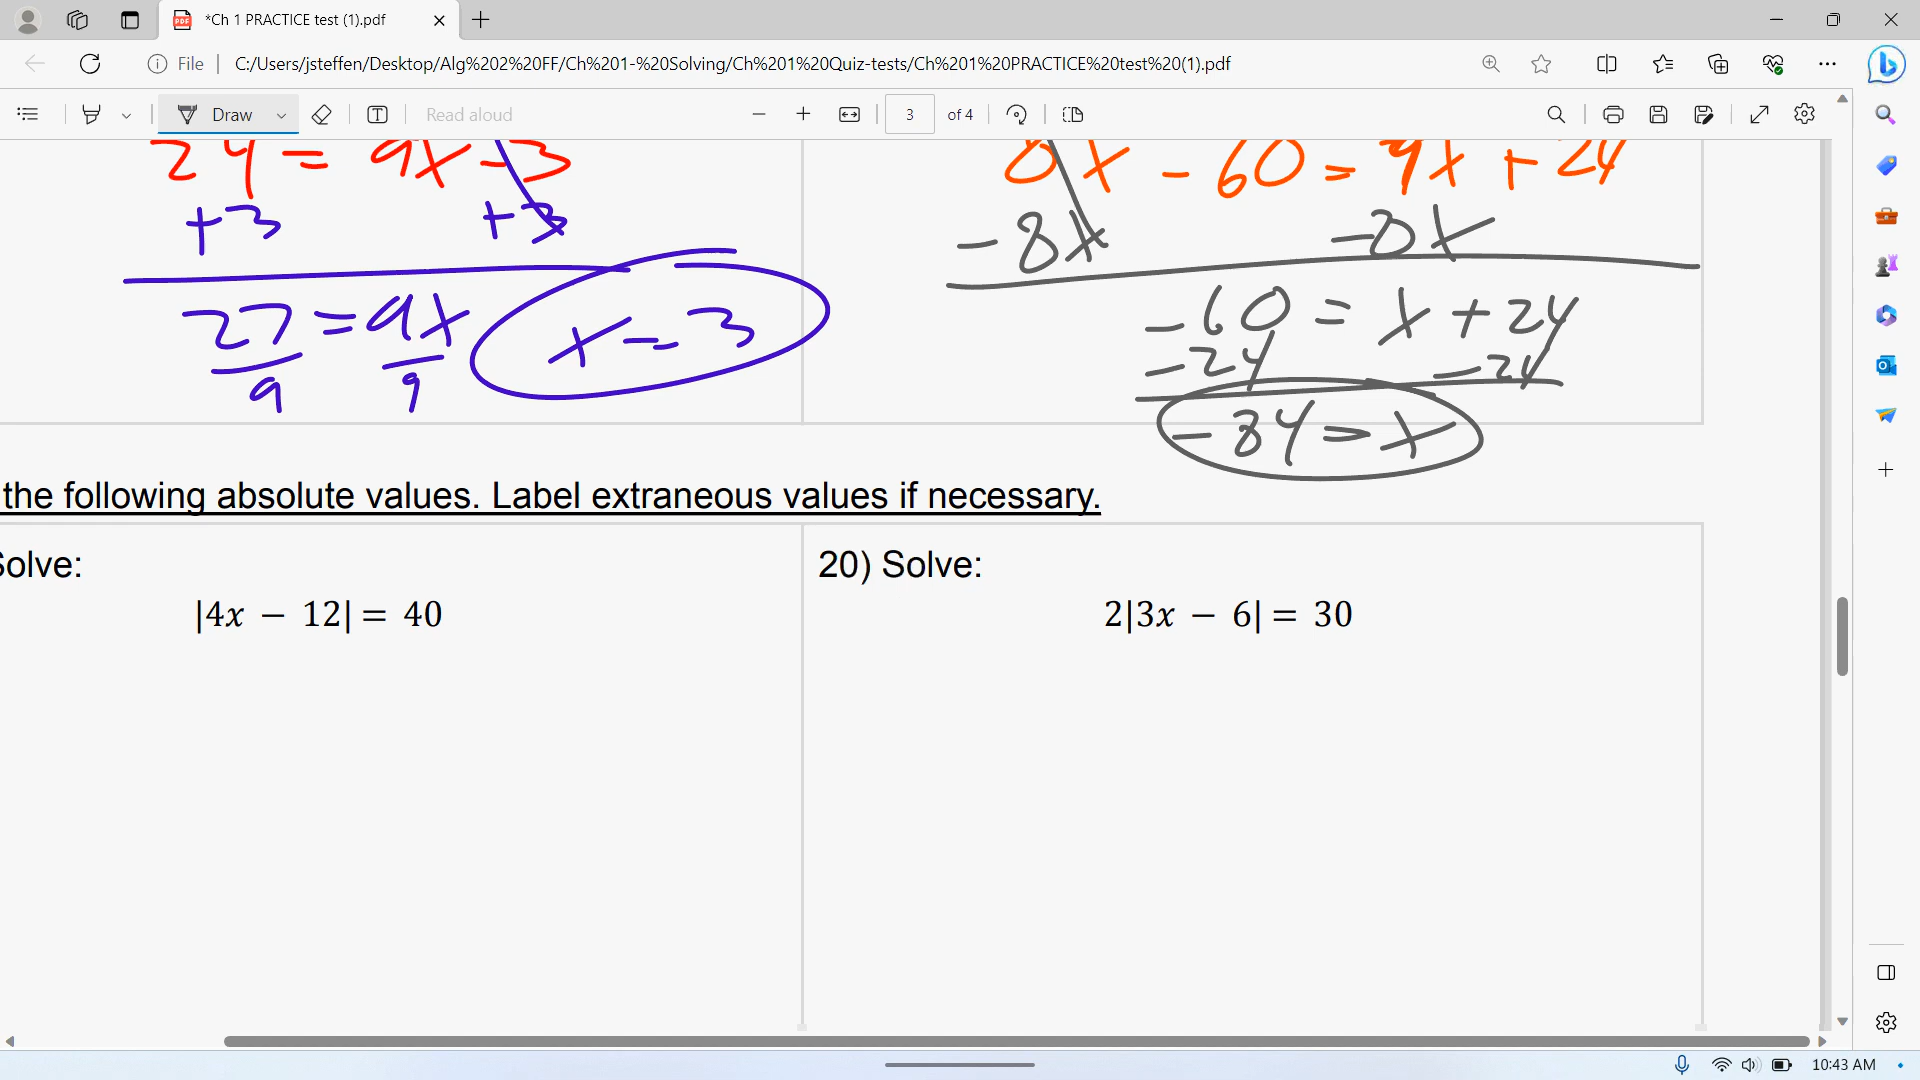 *Ch 1 PRACTICE test (1).pdf
File
C:/Users/jsteffen/Desktop/Alg%202%20FF/Ch%201-%20Solving/Ch%201%20Quiz-tests/Ch%201%20PRACTICE%20test%20(1).pdf
Draw
Read aloud
3 of 4
24 = 9x - 3
+3 +3
27 = 9x
9 9
x = 3
8x - 60 = 9x + 24
-8x -8x
-60 = x + 24
-24 -24
-84 = x
the following absolute values. Label extraneous values if necessary.
Solve:
|4x − 12| = 40
20) Solve:
2|3x − 6| = 30
10:43 AM